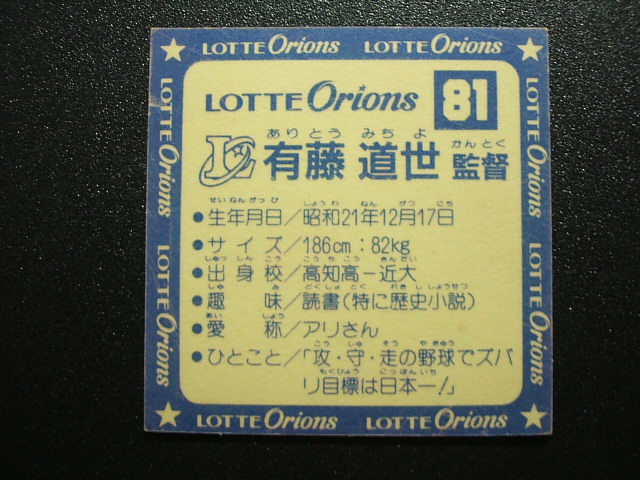 LOTTE Orions LOTTE Orions
LOTTE Orions
LOTTE Orions
LOTTE Orions
LOTTE Orions
LOTTE Orions 81
ありとう みちよ かんとく
有藤 道世 監督
せいねんがっぴ しょうわ ねん がつ にち
●生年月日/昭和21年12月17日
●サイズ/186cm:82kg
しゅっしんこう こうちこう きんだい
●出身校/高知高−近大
しゅ み どくしょ とく れきししょうせつ
●趣 味/読書(特に歴史小説)
あい しょう
●愛 称/アリさん
こう しゅ そう やきゅう
●ひとこと/「攻・守・走の野球でズバ
もくひょう にっぽんいち
リ目標は日本一!」
LOTTE Orions LOTTE Orions